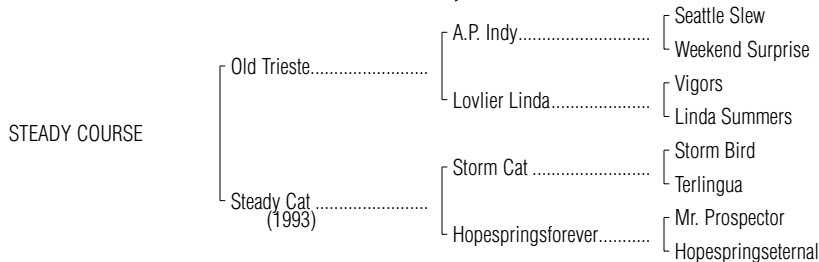 Seattle Slew
A.P. Indy
Weekend Surprise
Old Trieste
Vigors
Lovlier Linda
Linda Summers
STEADY COURSE
Storm Bird
Storm Cat
Terlingua
Steady Cat
(1993)
Mr. Prospector
Hopespringsforever
Hopespringseternal